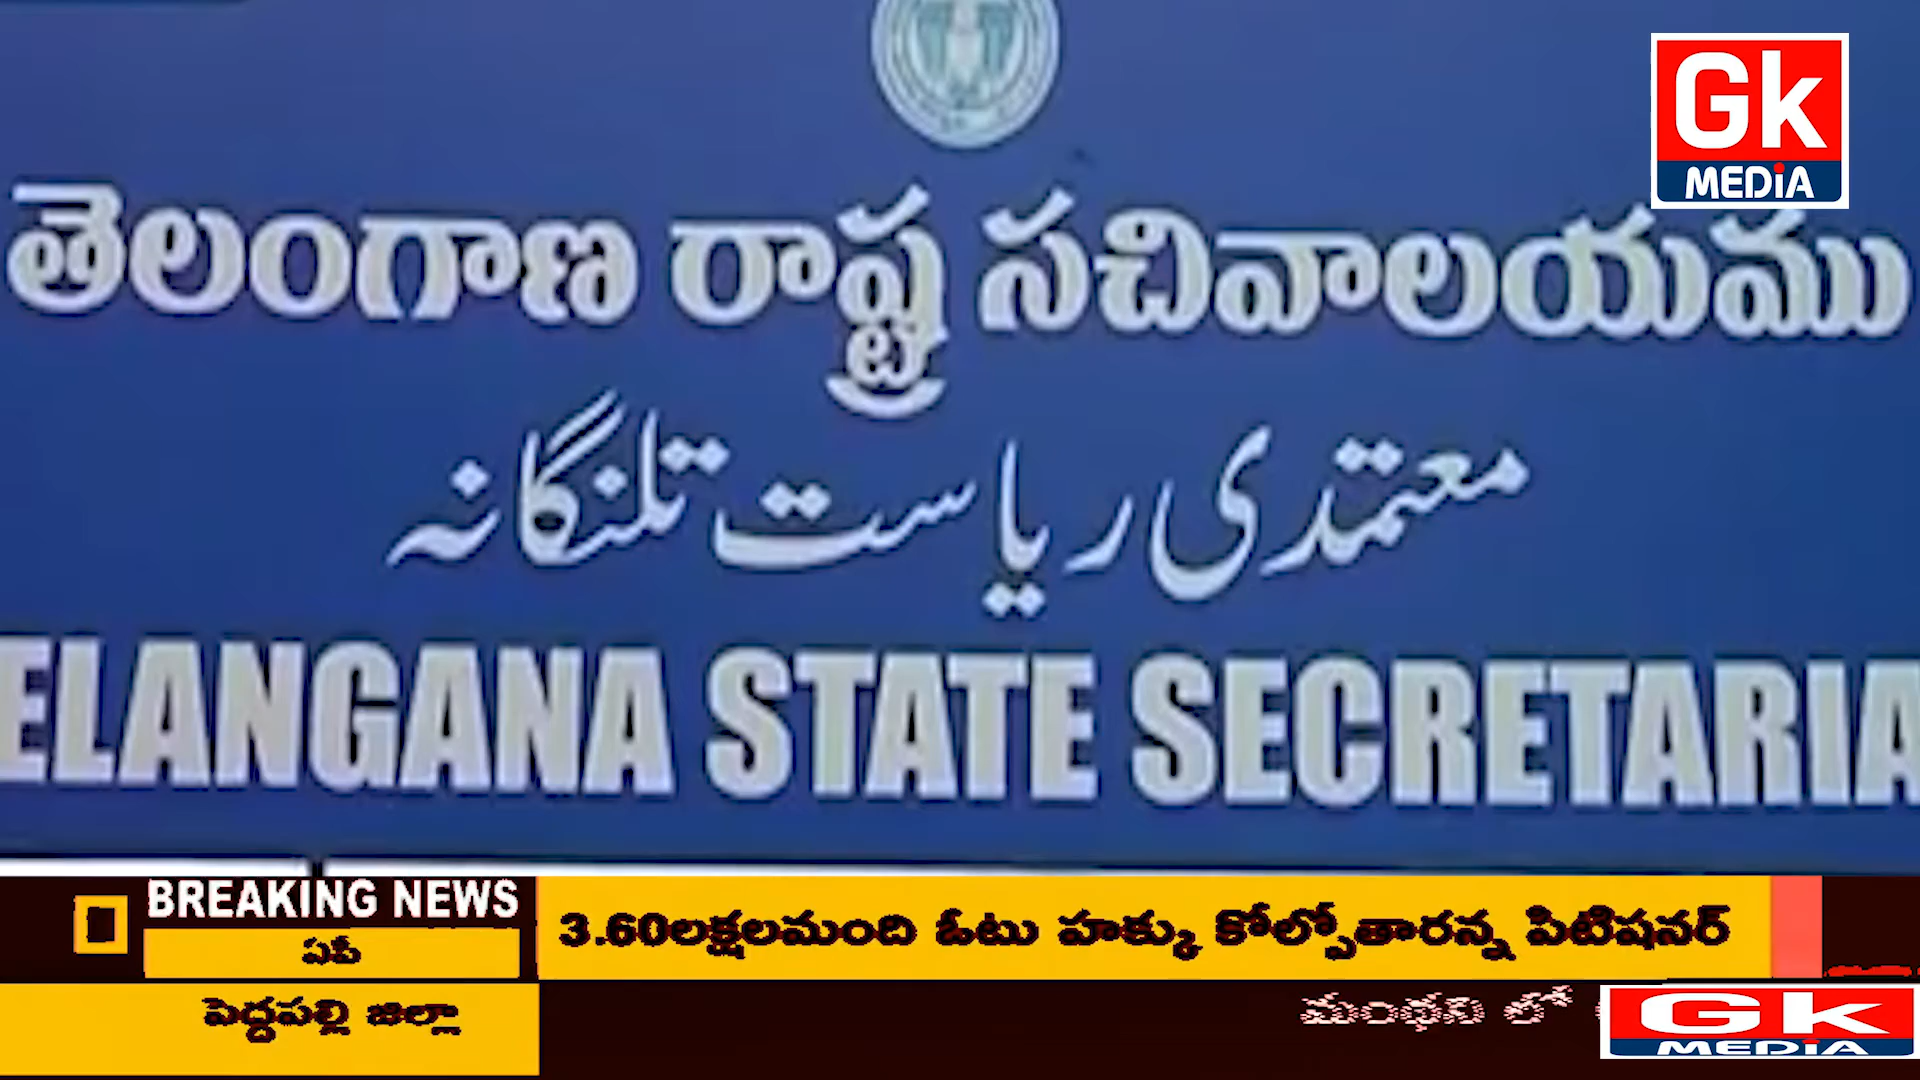 Gk
MEDiA
తెలంగాణ రాష్ట్ర సచివాలయము
معتمدی ریاست تلنگانہ
ELANGANA STATE SECRETARIA
BREAKING NEWS
ఏపీ
3.60లక్షలమంది ఓటు హక్కు కోల్పోతారన్న పిటిషనర్
పెద్దపల్లి జిల్లా
మంథని లో
Gk
MEDiA